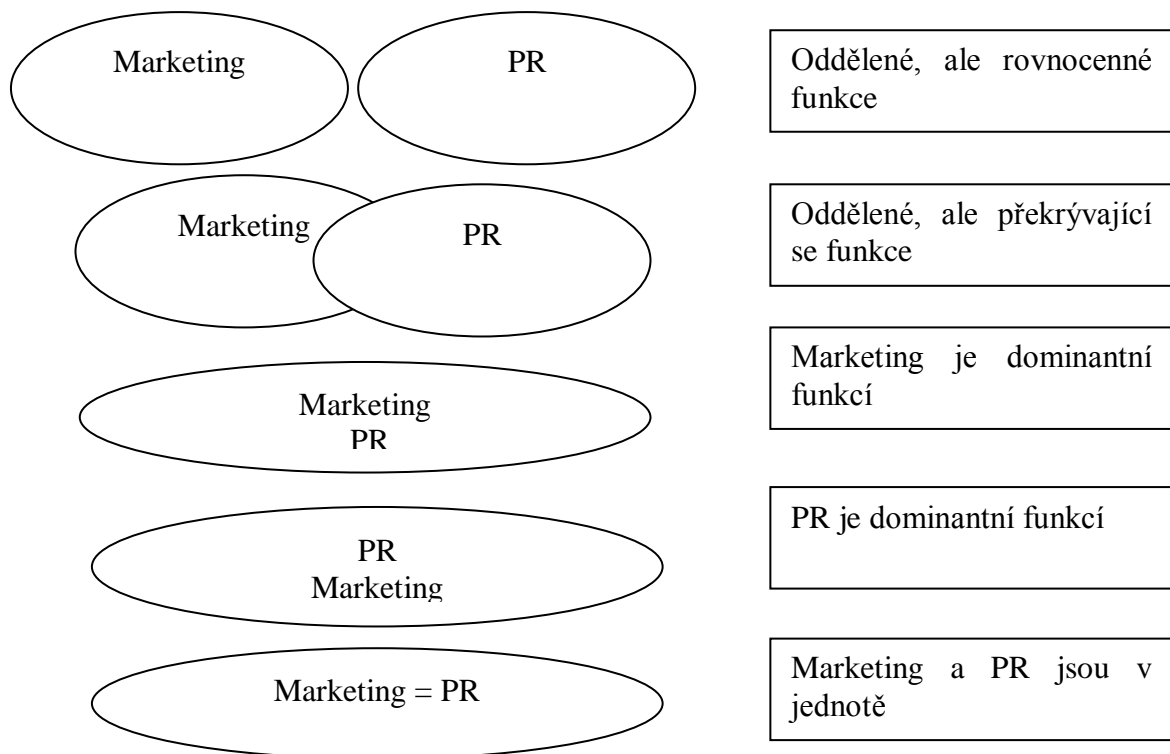 Marketing
PR
Oddělené, ale rovnocenné
funkce
Marketing
PR
Oddělené, ale překrývající
se funkce
Marketing
PR
Marketing je dominantní
funkcí
PR
Marketing
PR je dominantní funkcí
Marketing = PR
Marketing a PR jsou v
jednotě